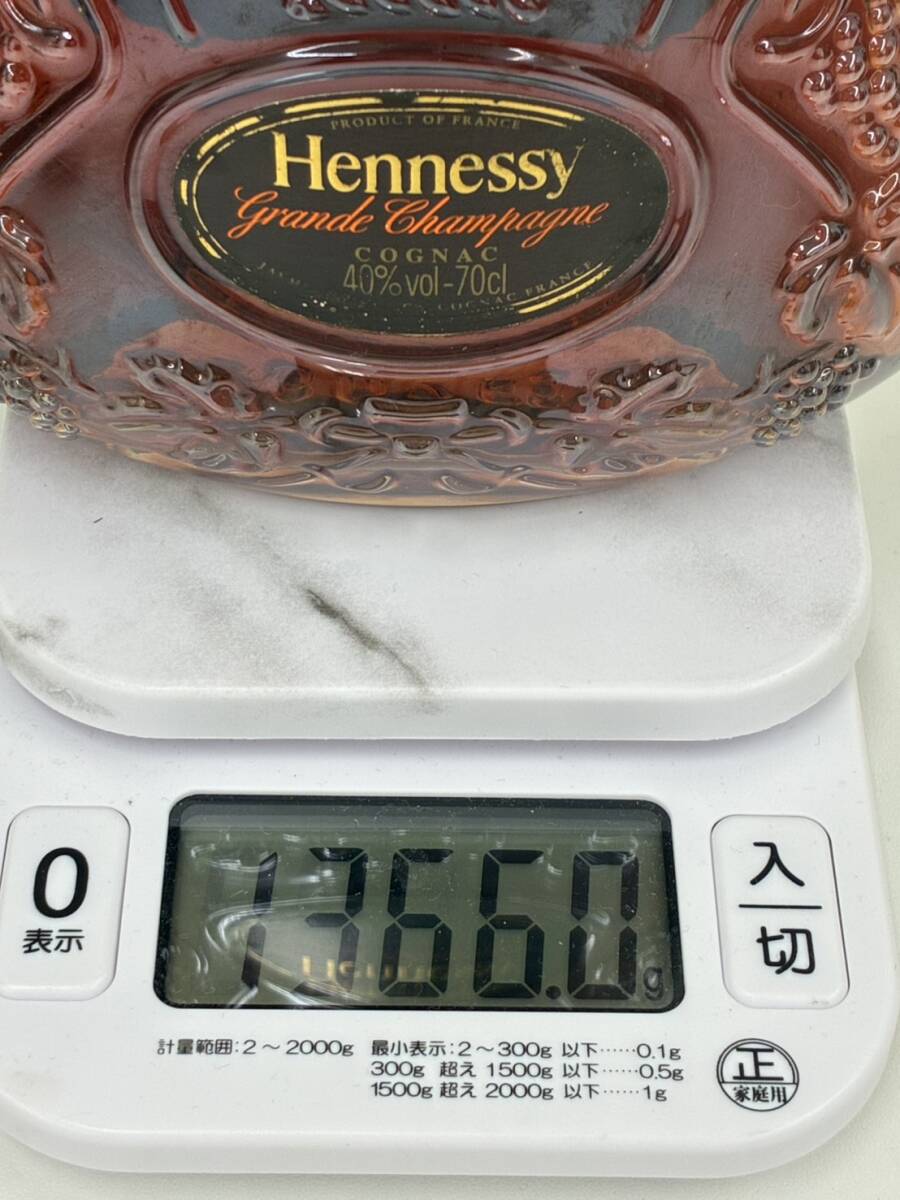 PRODUCT OF FRANCE
Hennessy
Grande Champagne
COGNAC
40%vol-70cl
COGNAC FRANCE
1366.0g
0
表示
入
切
計量範囲:2～2000g 最小表示:2～300g 以下……0.1g
300g 超え 1500g 以下……0.5g
1500g 超え 2000g 以下……1g
正
家庭用